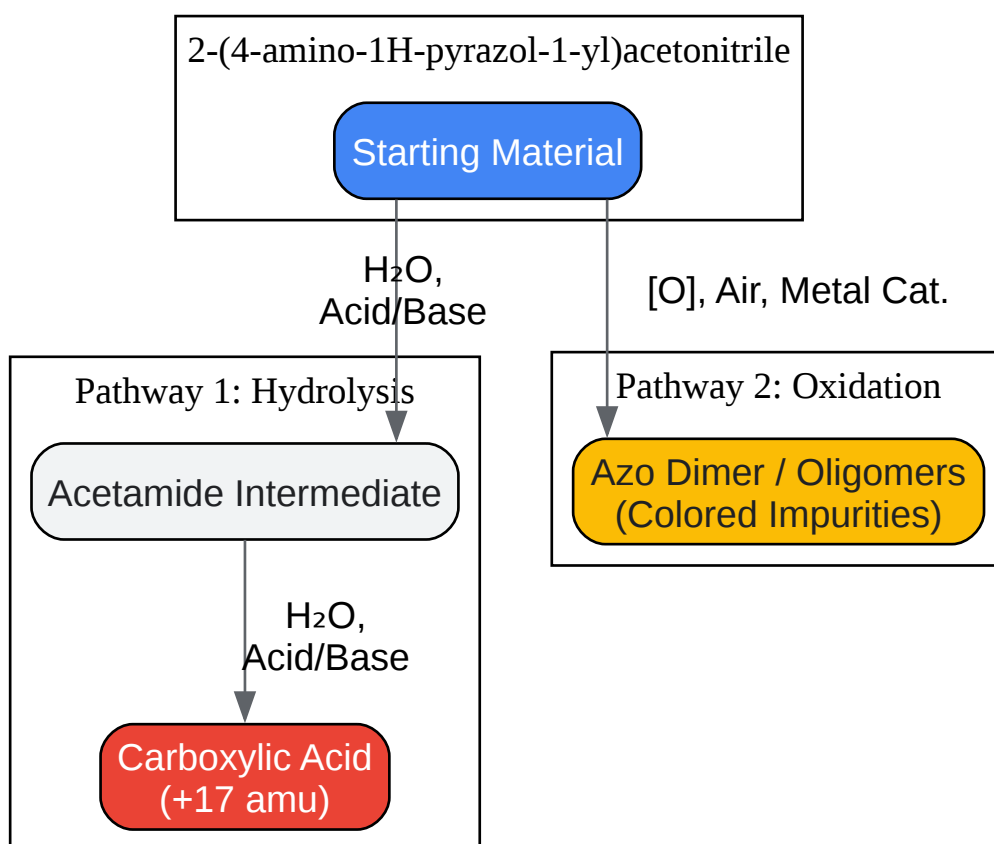 2-(4-amino-1H-pyrazol-1-yl)acetonitrile
Starting Material
H₂O,
Acid/Base
[O], Air, Metal Cat.
Pathway 1: Hydrolysis
Pathway 2: Oxidation
Acetamide Intermediate
Azo Dimer / Oligomers
(Colored Impurities)
H₂O,
Acid/Base
Carboxylic Acid
(+17 amu)